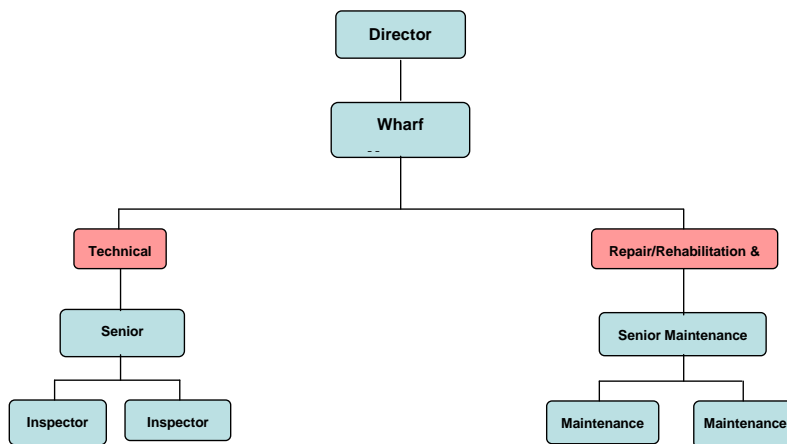 Director
Wharf
Technical
Repair/Rehabilitation &
Senior
Senior Maintenance
Inspector
Inspector
Maintenance
Maintenance